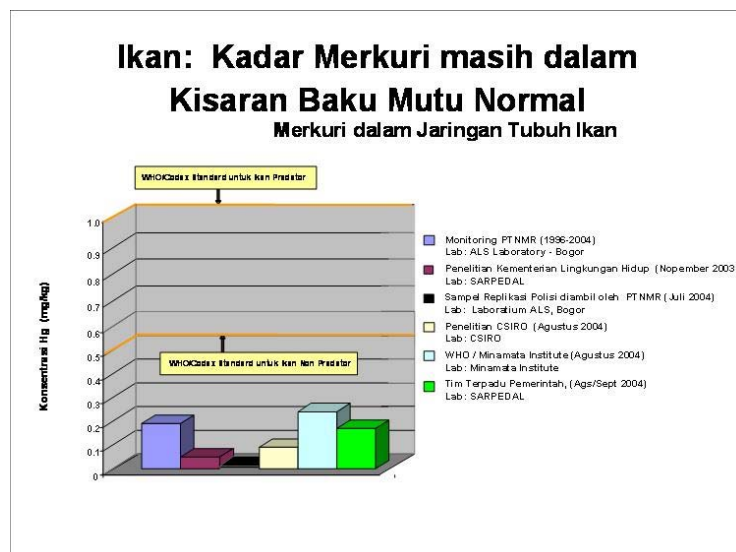 Ikan: Kadar Merkuri masih dalam
Kisaran Baku Mutu Normal
Merkuri dalam Jaringan Tubuh Ikan
WHO/Codex Standard untuk Ikan Predator
1.0
0.9
0.8
0.7
0.6
0.5
0.4
0.3
0.2
0.1
0
Konsentrasi Hg (mg/kg)
WHO/Codex Standard untuk Ikan Non Predator
Monitoring PTNMR (1996-2004)
Lab: ALS Laboratory - Bogor
Penelitian Kementerian Lingkungan Hidup (Nopember 2003
Lab: SARPEDAL
Sampel Replikasi Polisi diambil oleh PTNMR (Juli 2004)
Lab: Laboratium ALS, Bogor
Penelitian CSIRO (Agustus 2004)
Lab: CSIRO
WHO / Minamata Institute (Agustus 2004)
Lab: Minamata Institute
Tim Terpadu Pemerintah, (Ags/Sept 2004)
Lab: SARPEDAL